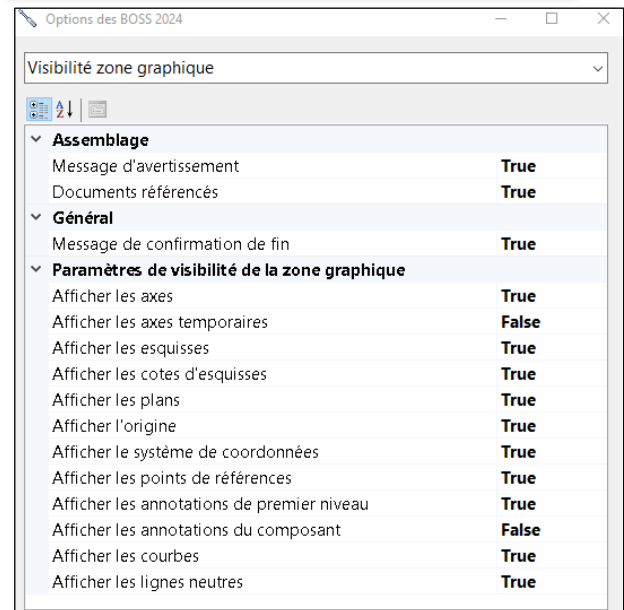 Options des BOSS 2024
Visibilité zone graphique
Assemblage
Message d'avertissement True
Documents référencés True
Général
Message de confirmation de fin True
Paramètres de visibilité de la zone graphique
Afficher les axes True
Afficher les axes temporaires False
Afficher les esquisses True
Afficher les cotes d'esquisses True
Afficher les plans True
Afficher l'origine True
Afficher le système de coordonnées True
Afficher les points de références True
Afficher les annotations de premier niveau True
Afficher les annotations du composant False
Afficher les courbes True
Afficher les lignes neutres True